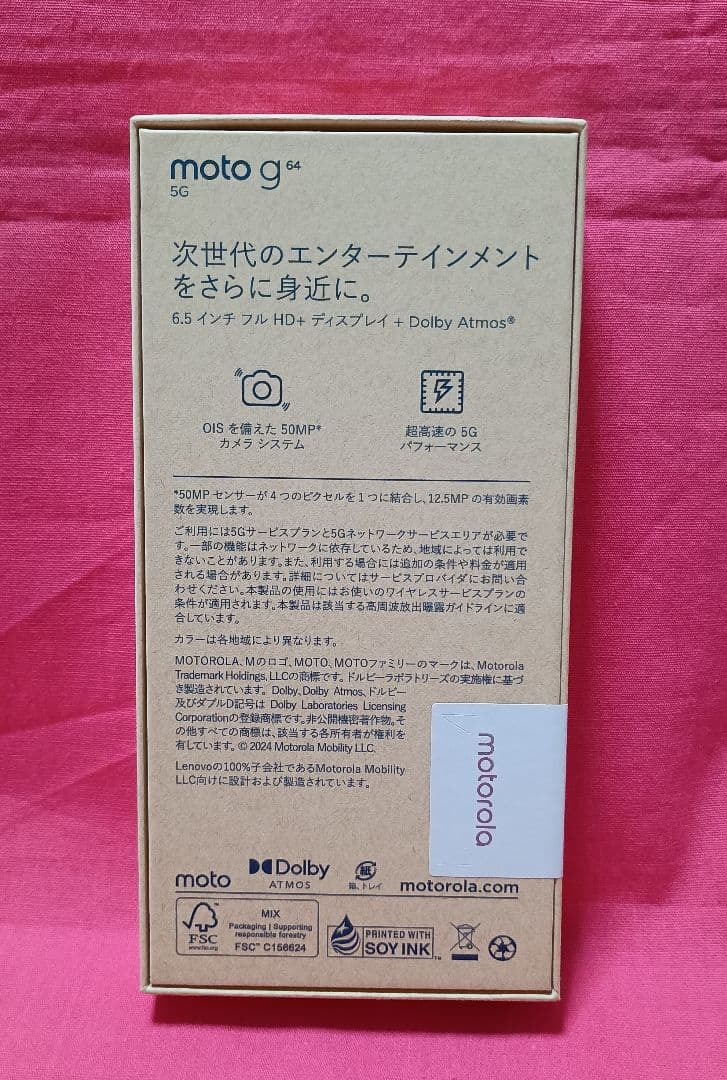 moto g 64
5G
次世代のエンターテインメント
をさらに身近に。
6.5 インチ フル HD+ ディスプレイ + Dolby Atmos®
OIS を備えた 50MP*
カメラ システム
超高速の 5G
パフォーマンス
*50MP センサーが 4 つのピクセルを 1 つに結合し、12.5MP の有効画素
数を実現します。
ご利用には5Gサービスプランと5Gネットワークサービスエリアが必要で
す。一部の機能はネットワークに依存しているため、地域によっては利用で
きないことがあります。また、利用する場合には追加の条件や料金が適用
される場合があります。詳細についてはサービスプロバイダにお問い合
わせください。本製品の使用にはお使いのワイヤレスサービスプランの
条件が適用されます。本製品は該当する高周波放出曝露ガイドラインに適
合しています。
カラーは各地域により異なります。
MOTOROLA、Mのロゴ、MOTO、MOTOファミリーのマークは、Motorola
Trademark Holdings, LLCの商標です。ドルビーラボラトリーズの実施権に基づ
き製造されています。Dolby、Dolby Atmos、ドルビー
及びダブルD記号は Dolby Laboratories Licensing
Corporationの登録商標です。非公開機密著作物。そ
の他すべての商標は、該当する各所有者が権利を
有しています。© 2024 Motorola Mobility LLC.
Lenovoの100%子会社であるMotorola Mobility
LLC向けに設計および製造されています。
motorola
moto
Dolby
ATMOS
紙
箱、トレイ
motorola.com
FSC™
www.fsc.org
MIX
Packaging | Supporting
responsible forestry
FSC™ C156624
PRINTED WITH
SOY INK™